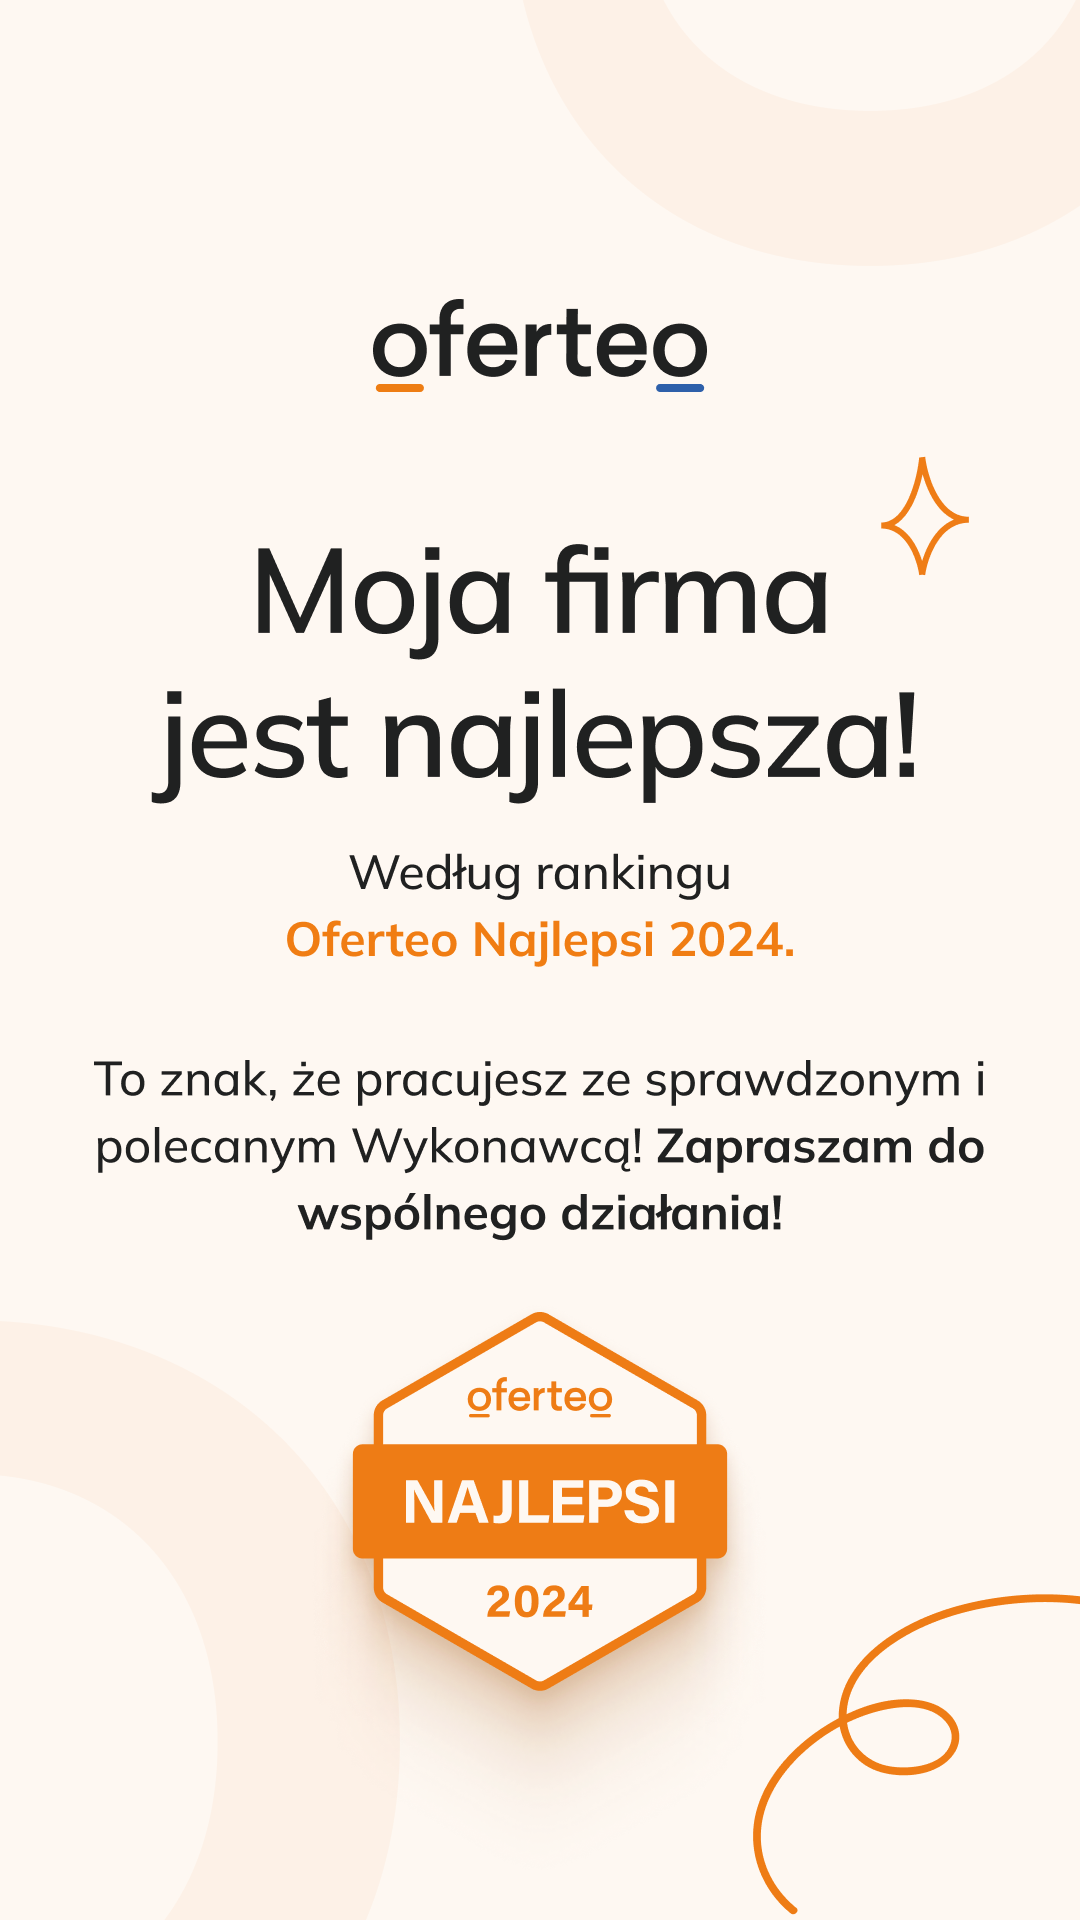 oferteo
Moja firma
jest najlepsza!
Według rankingu
Oferteo Najlepsi 2024.
To znak, że pracujesz ze sprawdzonym i
polecanym Wykonawcą! Zapraszam do
wspólnego działania!
oferteo
NAJLEPSI
2024